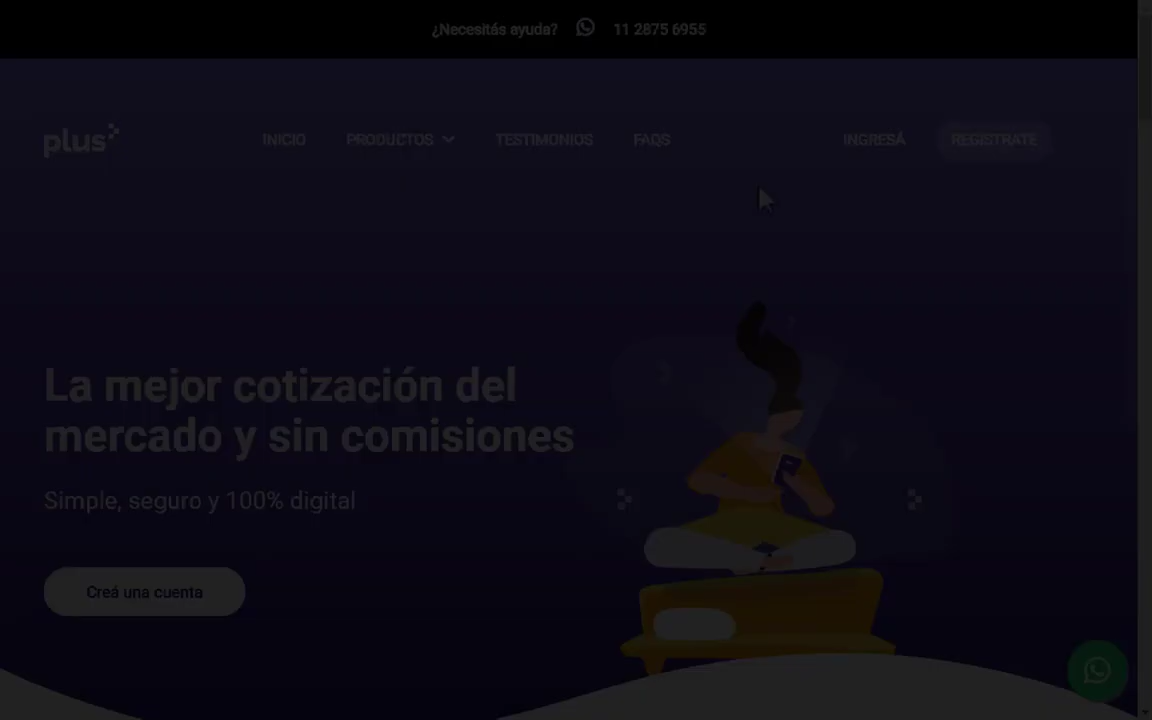 ¿Necesitás ayuda? 11 2875 6955
plus
INICIO PRODUCTOS TESTIMONIOS FAQS INGRESÁ REGISTRATE
La mejor cotización del
mercado y sin comisiones
Simple, seguro y 100% digital
Creá una cuenta